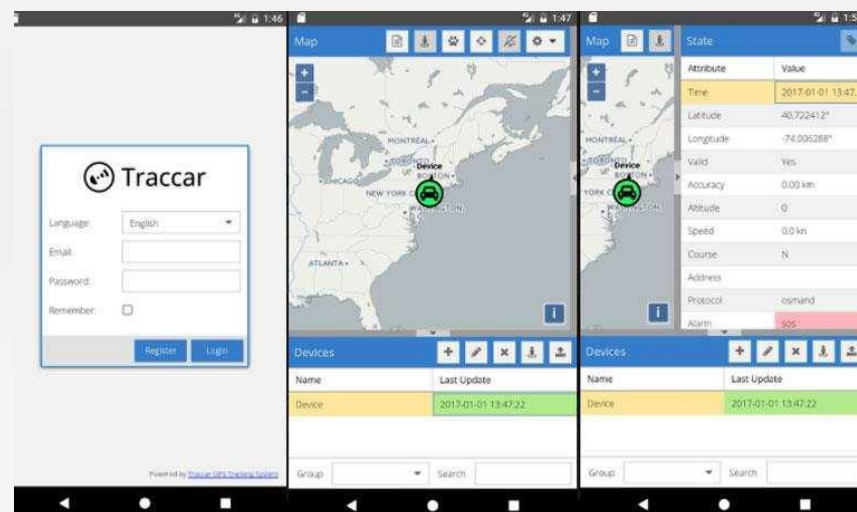 1:46
Traccar
Language: English
Email:
Password:
Remember:
Register Login
Powered by Traccar GPS Tracking System
1:47
Map
MONTRÉAL
TORONTO
Device
BOSTON
CHICAGO
NEW YORK
WASHINGTON,
ATLANTA
Devices
Name Last Update
Device 2017-01-01 13:47:22
Group Search
Map State
Attribute Value
Time 2017-01-01 13:47
Latitude 40.722412°
Longitude -74.006288°
Valid Yes
Accuracy 0.00 km
Altitude 0
Speed 0.0 kn
Course N
Address
Protocol osmand
Alarm sos
MONTRÉAL
TORONTO
Device
BOSTON
YORK
WASHINGTON,
Devices
Name Last Update
Device 2017-01-01 13:47:22
Group Search